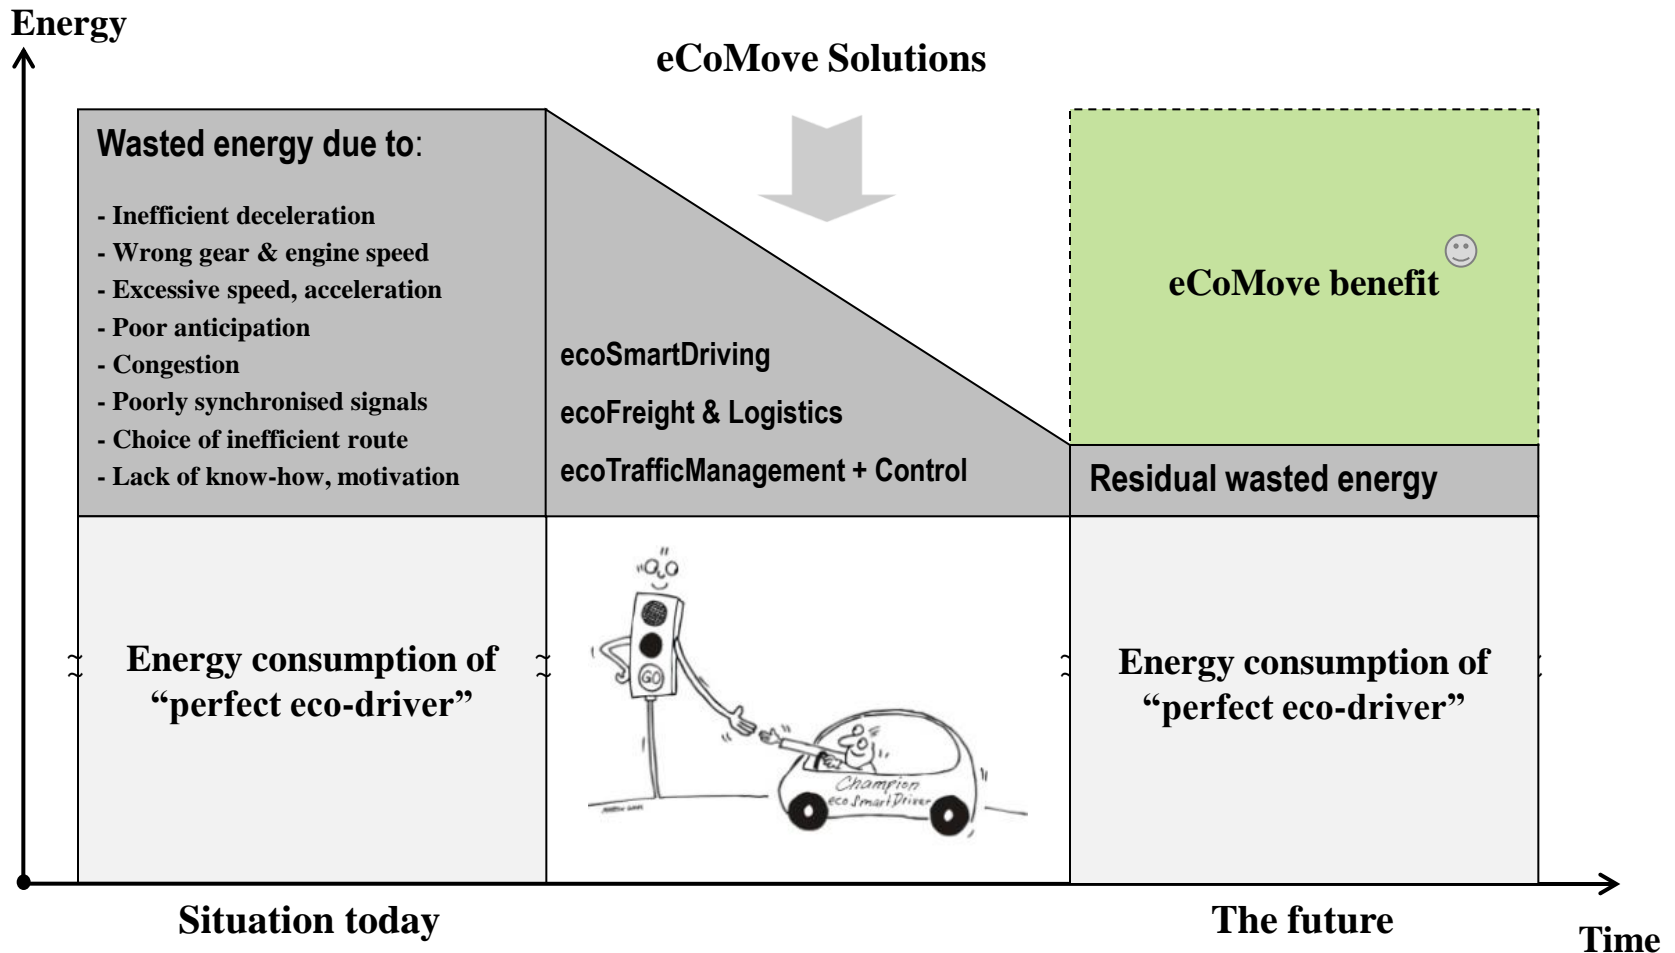 Energy
eCoMove Solutions
Wasted energy due to:
- Inefficient deceleration
- Wrong gear & engine speed
- Excessive speed, acceleration
- Poor anticipation
- Congestion
- Poorly synchronised signals
- Choice of inefficient route
- Lack of know-how, motivation
ecoSmartDriving
ecoFreight & Logistics
ecoTrafficManagement + Control
eCoMove benefit
Residual wasted energy
Energy consumption of
“perfect eco-driver”
GO
Champion
ecoSmartDriver
Energy consumption of
“perfect eco-driver”
Situation today
The future
Time